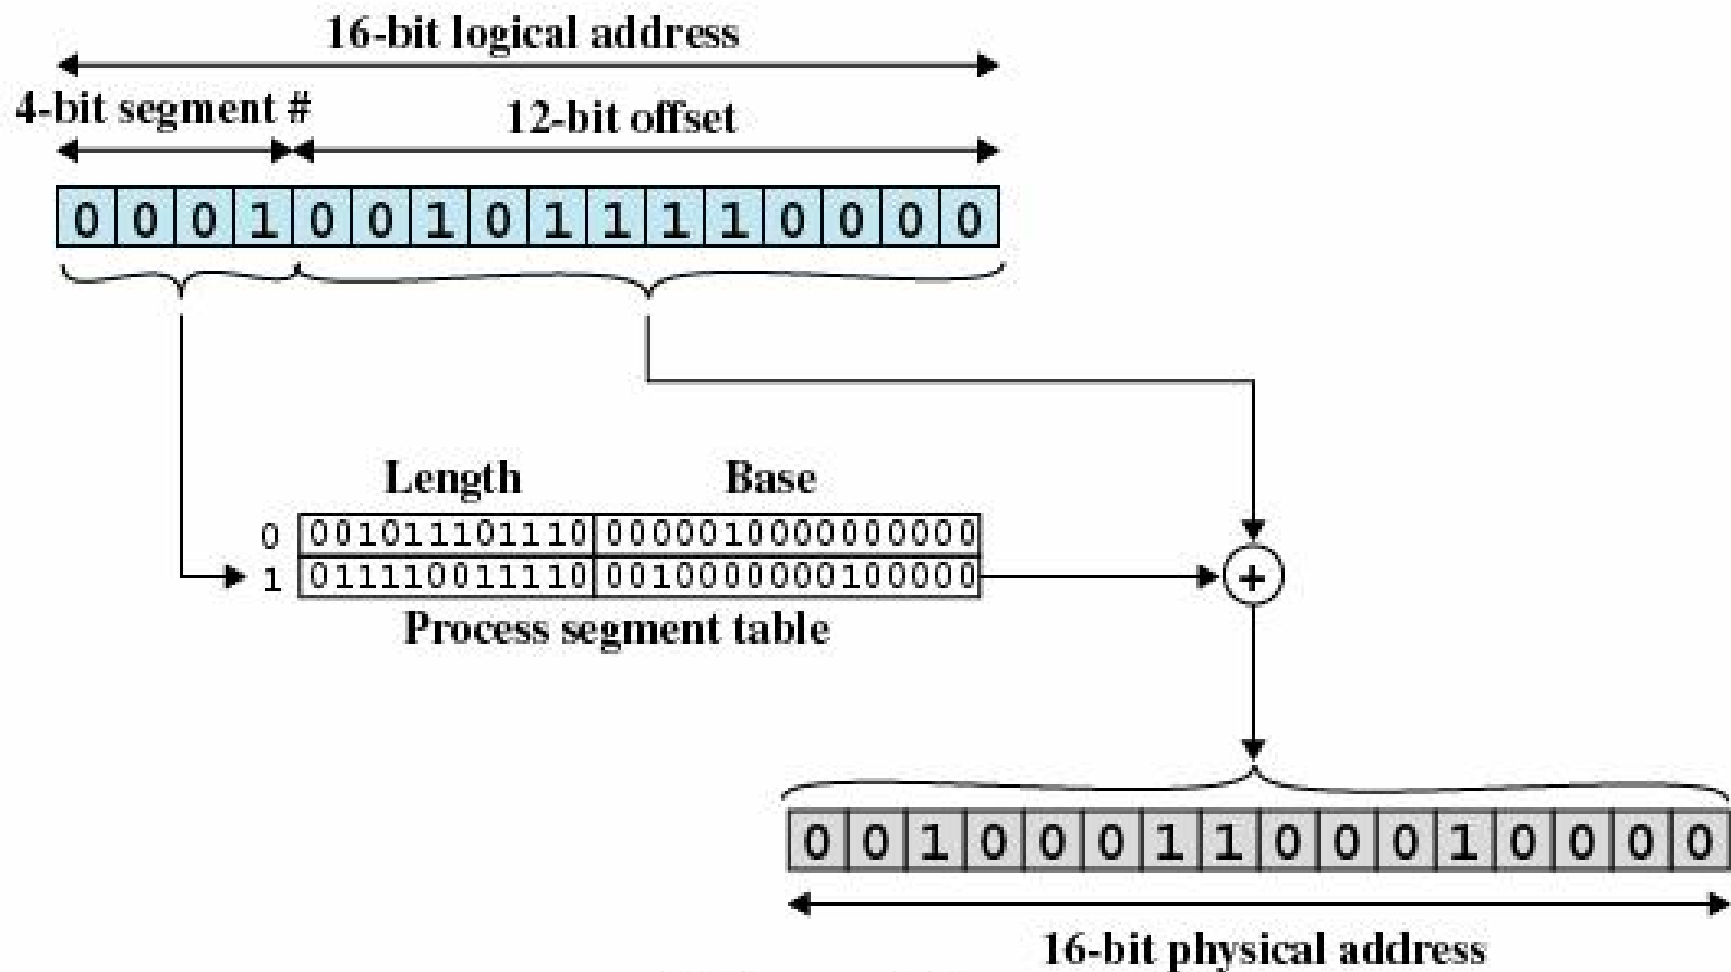 16-bit logical address
4-bit segment # 12-bit offset
0 0 0 1 0 0 1 0 1 1 1 1 0 0 0 0
Length Base
0 001011101110 0000010000000000
1 011110011110 0010000000100000
+
Process segment table
0 0 1 0 0 0 1 1 0 0 0 1 0 0 0 0
16-bit physical address